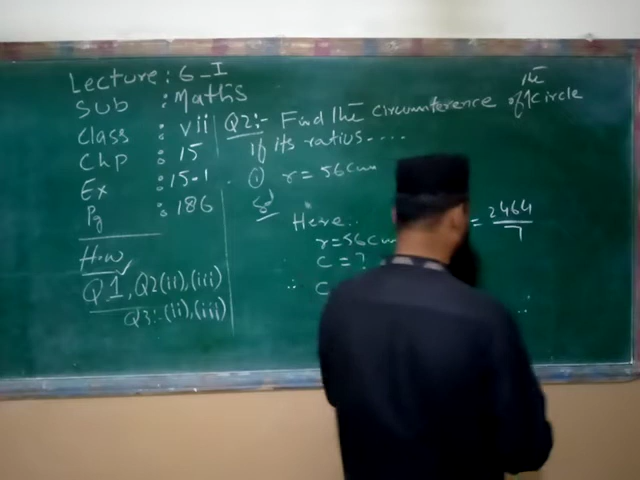 Lecture: 6_I
Sub : Maths
Class : vii
Chp : 15
Ex : 15.1
Pg : 186
H.w
Q1, Q2(ii),(iii)
Q3:(ii),(iii)
Q2:- Find the circumference of the circle
if its ratius....
(i) r = 56cm
Sol
Here..
r=56cm
c = ?
∴ C
= 2464/7